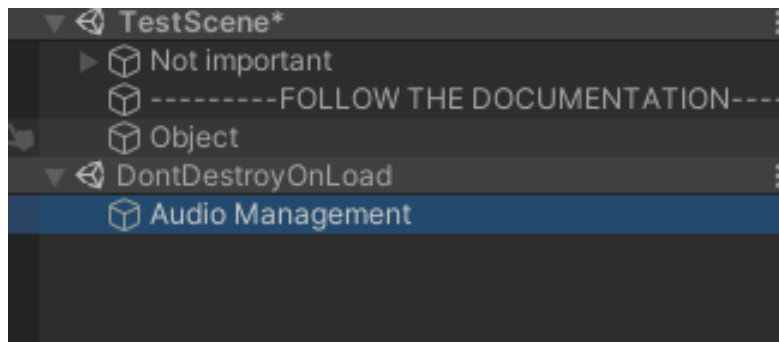 TestScene*
Not important
---------FOLLOW THE DOCUMENTATION----
Object
DontDestroyOnLoad
Audio Management